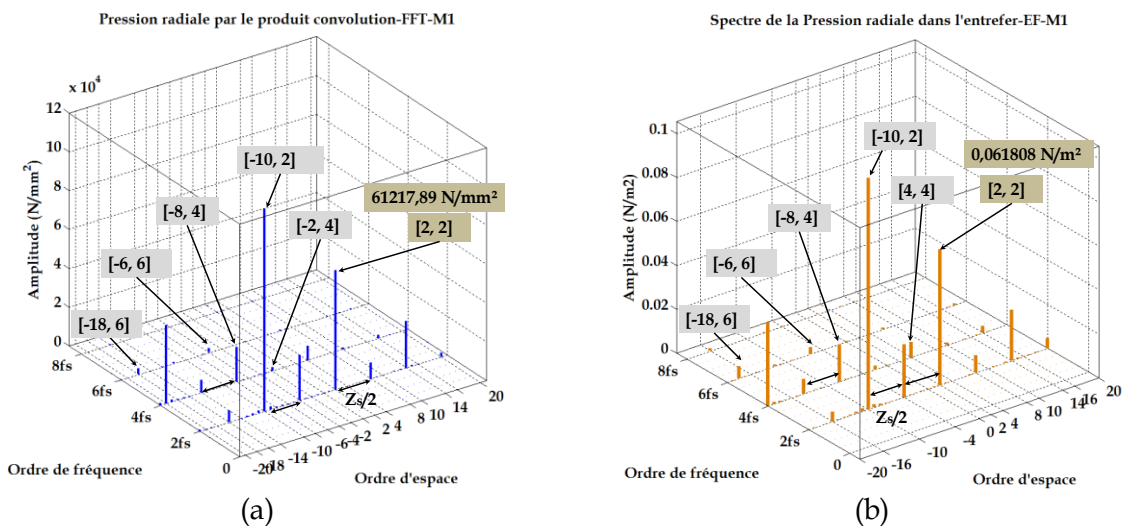 Pression radiale par le produit convolution-FFT-M1
x 10^4
12
10
8
6
4
2
0
Amplitude (N/mm²)
[-10, 2]
61217,89 N/mm²
[-8, 4]
[-2, 4]
[2, 2]
[-6, 6]
[-18, 6]
Zs/2
8fs
6fs
4fs
2fs
0
Ordre de fréquence
-20 -18 -14 -10 -6 -4 -2 2 4 8 10 14 20
Ordre d'espace
(a)
Spectre de la Pression radiale dans l'entrefer-EF-M1
0.1
0.08
0.06
0.04
0.02
0
Amplitude (N/m2)
[-10, 2]
0,061808 N/m²
[4, 4]
[2, 2]
[-8, 4]
[-6, 6]
[-18, 6]
Zs/2
8fs
6fs
4fs
2fs
0
Ordre de fréquence
-20 -16 -10 -4 0 2 4 8 10 14 16 20
Ordre d'espace
(b)